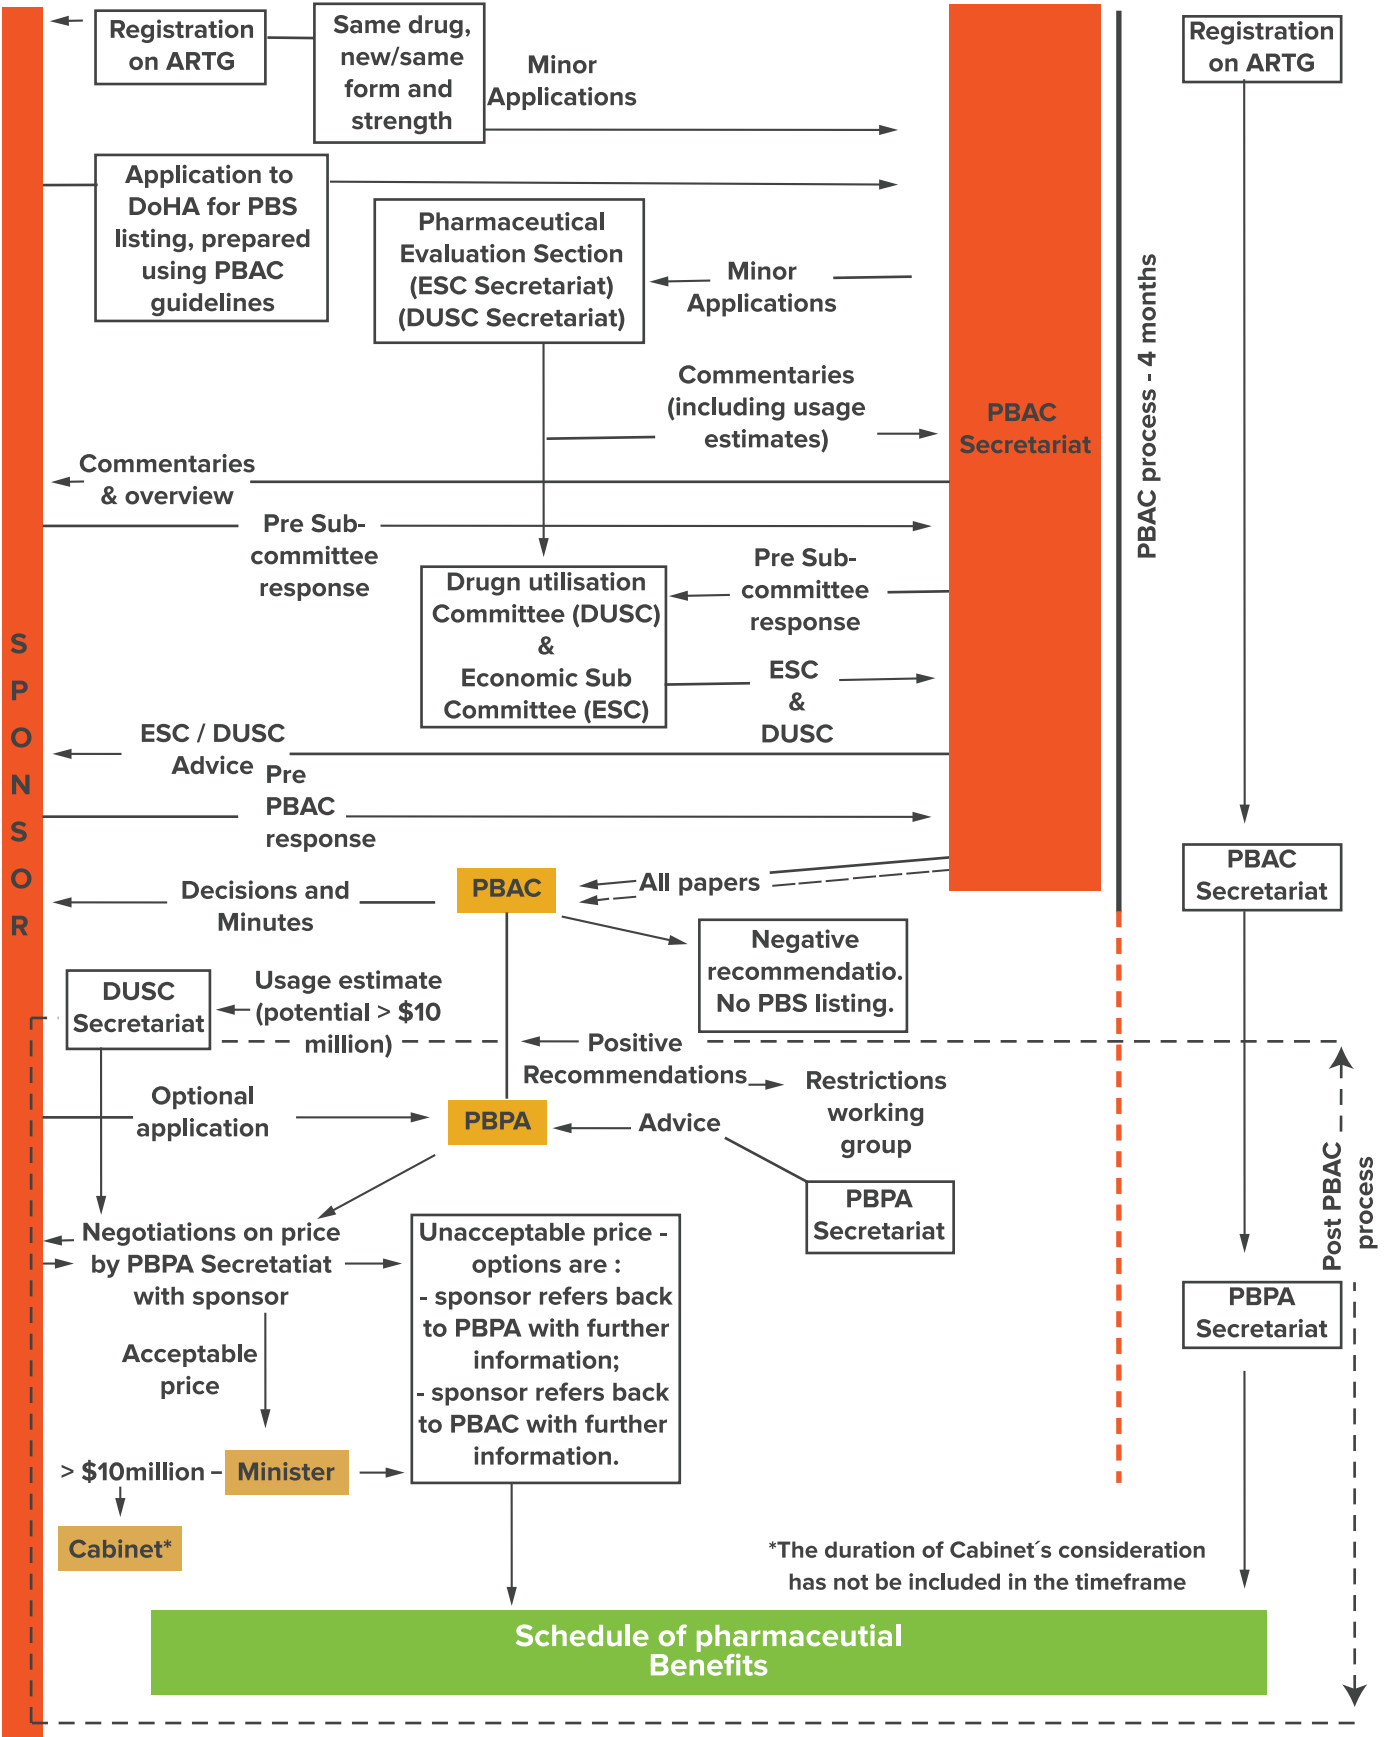 Registration
on ARTG
Same drug,
new/same
form and
strength
Minor
Applications
Registration
on ARTG
Application to
DoHA for PBS
listing, prepared
using PBAC
guidelines
Pharmaceutical
Evaluation Section
(ESC Secretariat)
(DUSC Secretariat)
Minor
Applications
PBAC process - 4 months
Commentaries
(including usage
estimates)
PBAC
Secretariat
Commentaries
& overview
Pre Sub-
committee
response
Pre Sub-
committee
response
Drugn utilisation
Committee (DUSC)
&
Economic Sub
Committee (ESC)
ESC
&
DUSC
SPONSOR
ESC / DUSC
Advice
Pre
PBAC
response
PBAC
Secretariat
All papers
PBAC
Decisions and
Minutes
Negative
recommendatio.
No PBS listing.
DUSC
Secretariat
Usage estimate
(potential > $10
million)
Positive
Recommendations
Restrictions
working
group
Optional
application
PBPA
Advice
PBPA
Secretariat
Post PBAC
process
Negotiations on price
by PBPA Secretatiat
with sponsor
Unacceptable price -
options are :
- sponsor refers back
to PBPA with further
information;
- sponsor refers back
to PBAC with further
information.
PBPA
Secretariat
Acceptable
price
> $10million –
Minister
Cabinet*
*The duration of Cabinet´s consideration
has not be included in the timeframe
Schedule of pharmaceutial
Benefits